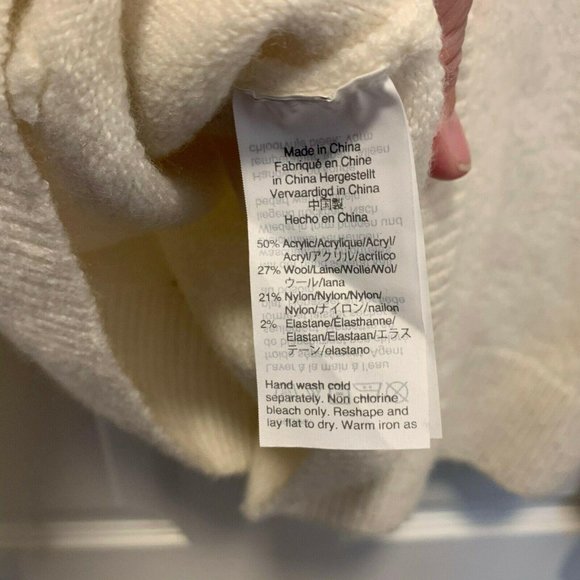 Made in China
Fabriqué en Chine
in China Hergestellt
Vervaardigd in China
中国製
Hecho en China
50% Acrylic/Acrylique/Acryl/
Acryl/アクリル/acrílico
27% Wool/Laine/Wolle/Wol/
ウール/lana
21% Nylon/Nylon/Nylon/
Nylon/ナイロン/nailon
2% Elastane/Élasthanne/
Elastan/Elastaan/エラス
テーン/elastano
Hand wash cold
separately. Non chlorine
bleach only. Reshape and
lay flat to dry. Warm iron as